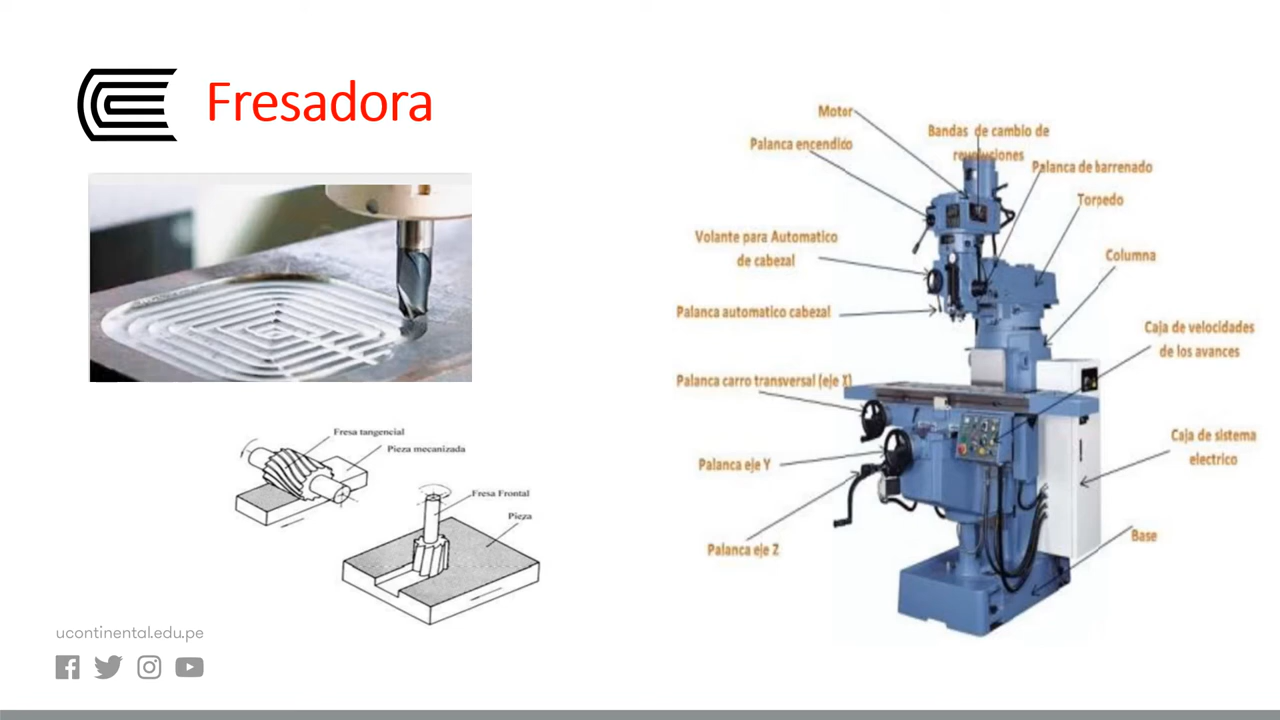 Fresadora
Motor
Palanca encendido
Bandas de cambio de
revoluciones
Palanca de barrenado
Torpedo
Volante para Automatico
de cabezal
Columna
Palanca automatico cabezal
Caja de velocidades
de los avances
Palanca carro transversal (eje X)
Caja de sistema
electrico
Palanca eje Y
Palanca eje Z
Base
Fresa tangencial
Pieza mecanizada
Fresa Frontal
Pieza
ucontinental.edu.pe